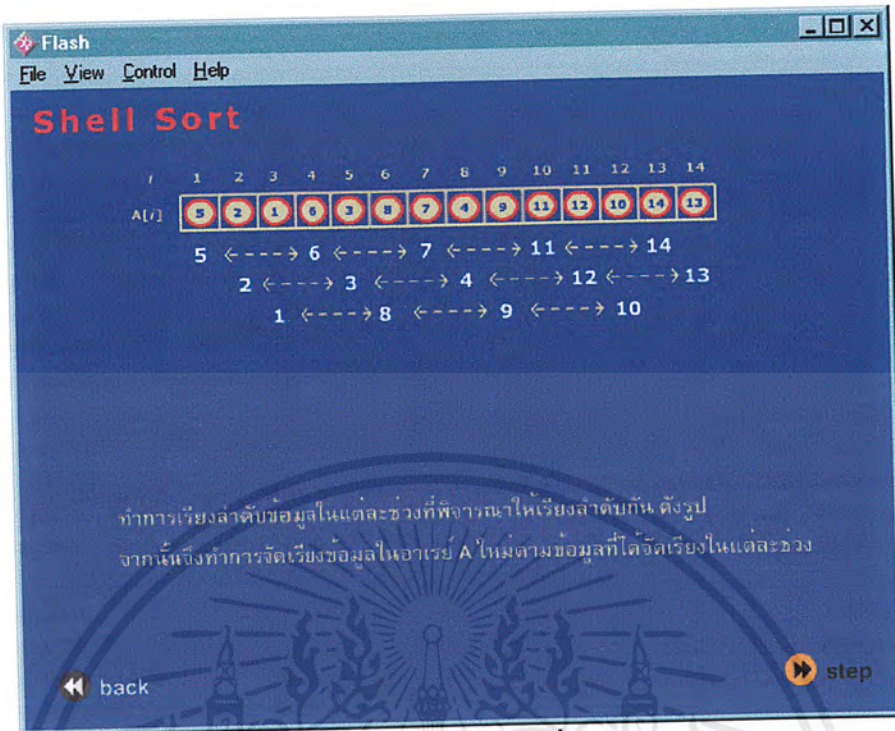 Flash
File View Control Help
Shell Sort
i 1 2 3 4 5 6 7 8 9 10 11 12 13 14
A[i] 5 2 1 6 3 8 7 4 9 11 12 10 14 13
5 <----> 6 <----> 7 <----> 11 <----> 14
2 <----> 3 <----> 4 <----> 12 <----> 13
1 <----> 8 <----> 9 <----> 10
ทำการเรียงลำดับข้อมูลในแต่ละช่วงที่พิจารณาให้เรียงลำดับกัน ดังรูป
จากนั้นจึงทำการจัดเรียงข้อมูลในอาเรย์ A ใหม่ตามข้อมูลที่ได้จัดเรียงในแต่ละช่วง
back
step